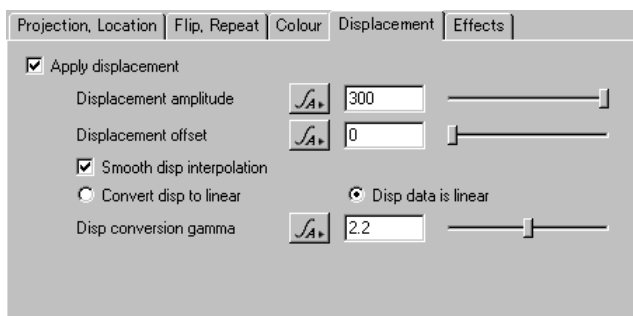 Projection, Location Flip, Repeat Colour Displacement Effects
Apply displacement
Displacement amplitude 300
Displacement offset 0
Smooth disp interpolation
Convert disp to linear Disp data is linear
Disp conversion gamma 2.2